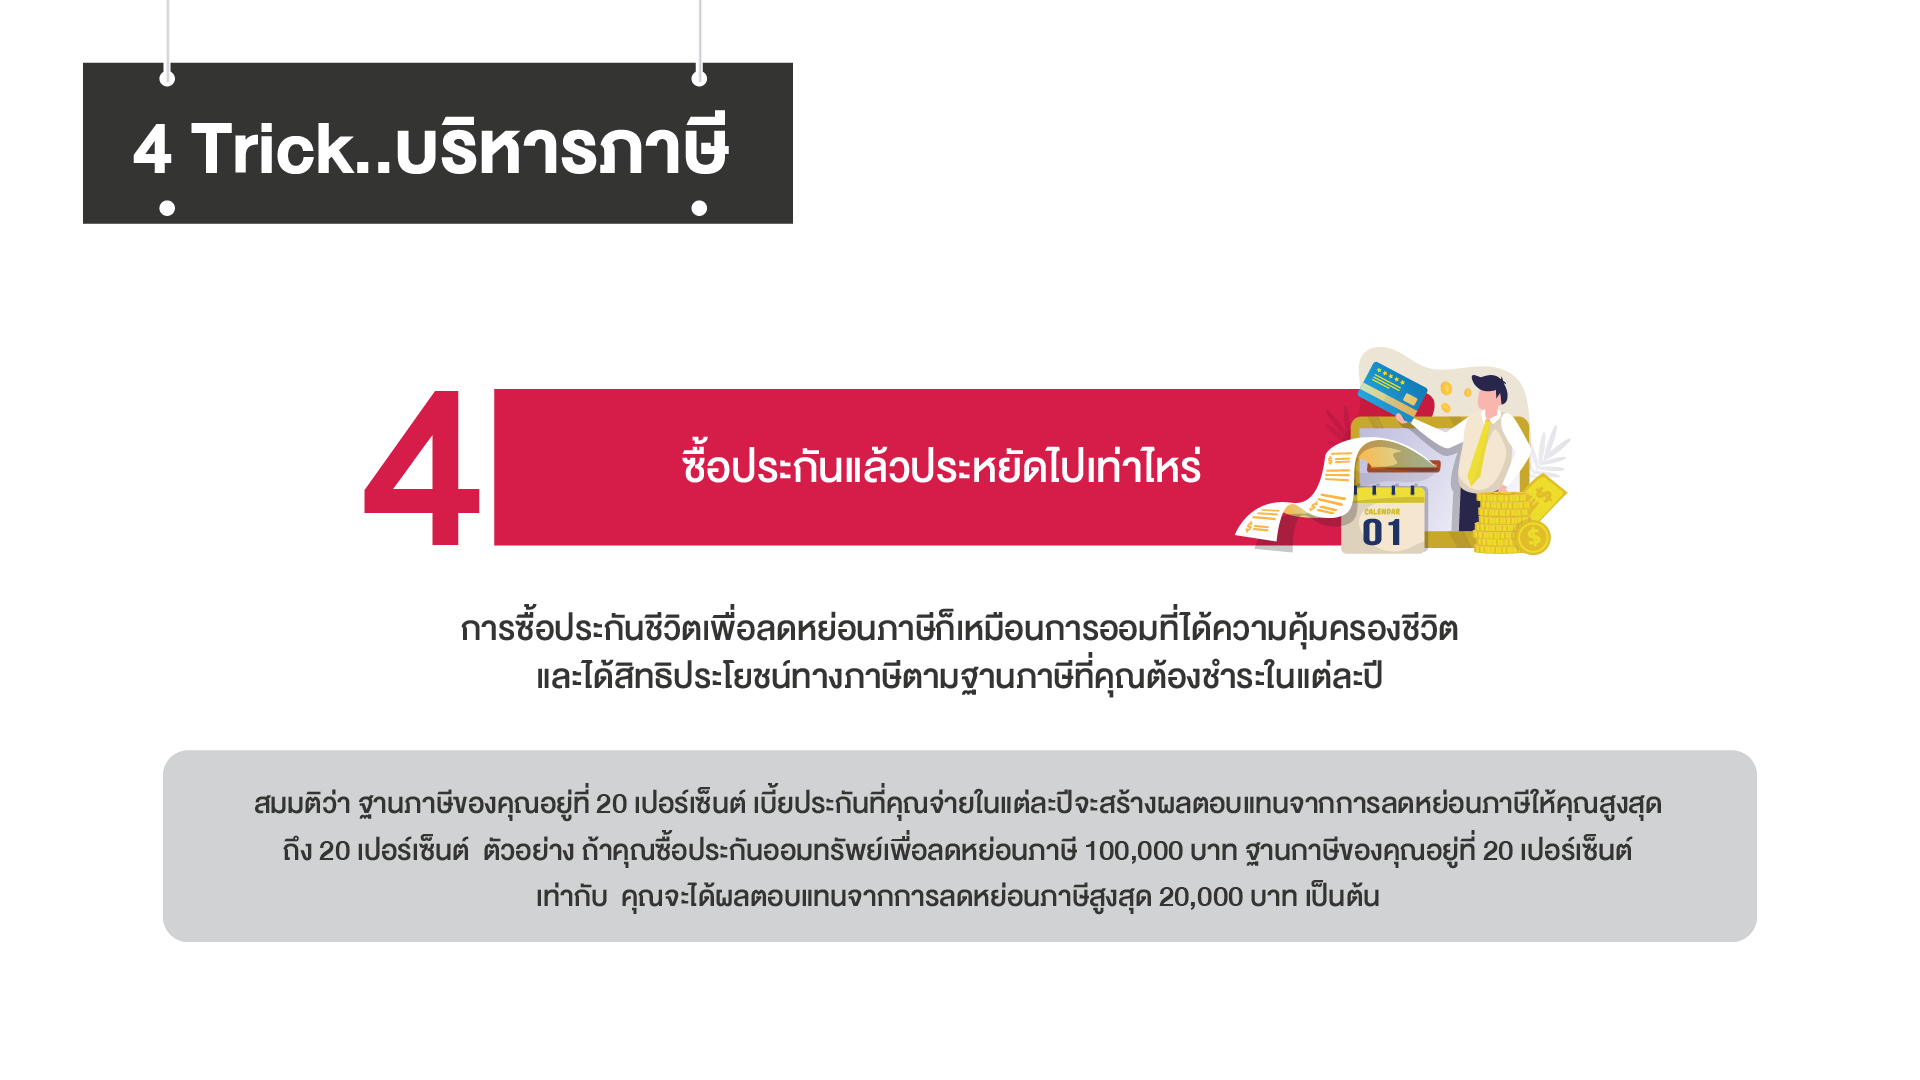 4 Trick..บริหารภาษี
4
ซื้อประกันแล้วประหยัดไปเท่าไหร่
CALENDAR
01
การซื้อประกันชีวิตเพื่อลดหย่อนภาษีก็เหมือนการออมที่ได้ความคุ้มครองชีวิต
และได้สิทธิประโยชน์ทางภาษีตามฐานภาษีที่คุณต้องชำระในแต่ละปี
สมมติว่า ฐานภาษีของคุณอยู่ที่ 20 เปอร์เซ็นต์ เบี้ยประกันที่คุณจ่ายในแต่ละปีจะสร้างผลตอบแทนจากการลดหย่อนภาษีให้คุณสูงสุด
ถึง 20 เปอร์เซ็นต์ ตัวอย่าง ถ้าคุณซื้อประกันออมทรัพย์เพื่อลดหย่อนภาษี 100,000 บาท ฐานภาษีของคุณอยู่ที่ 20 เปอร์เซ็นต์
เท่ากับ คุณจะได้ผลตอบแทนจากการลดหย่อนภาษีสูงสุด 20,000 บาท เป็นต้น